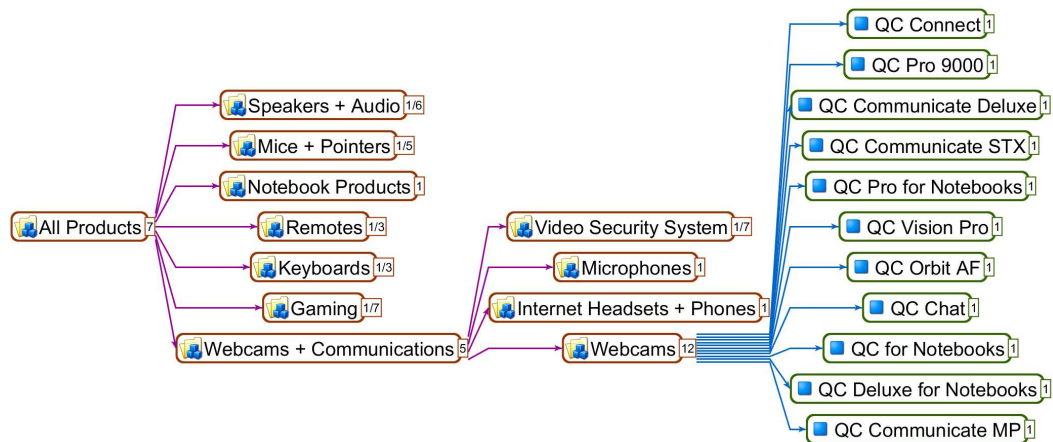 All Products 7
Speakers + Audio 1/6
Mice + Pointers 1/5
Notebook Products 1
Remotes 1/3
Keyboards 1/3
Gaming 1/7
Webcams + Communications 5
Video Security System 1/7
Microphones 1
Internet Headsets + Phones 1
Webcams 12
QC Connect 1
QC Pro 9000 1
QC Communicate Deluxe 1
QC Communicate STX 1
QC Pro for Notebooks 1
QC Vision Pro 1
QC Orbit AF 1
QC Chat 1
QC for Notebooks 1
QC Deluxe for Notebooks 1
QC Communicate MP 1